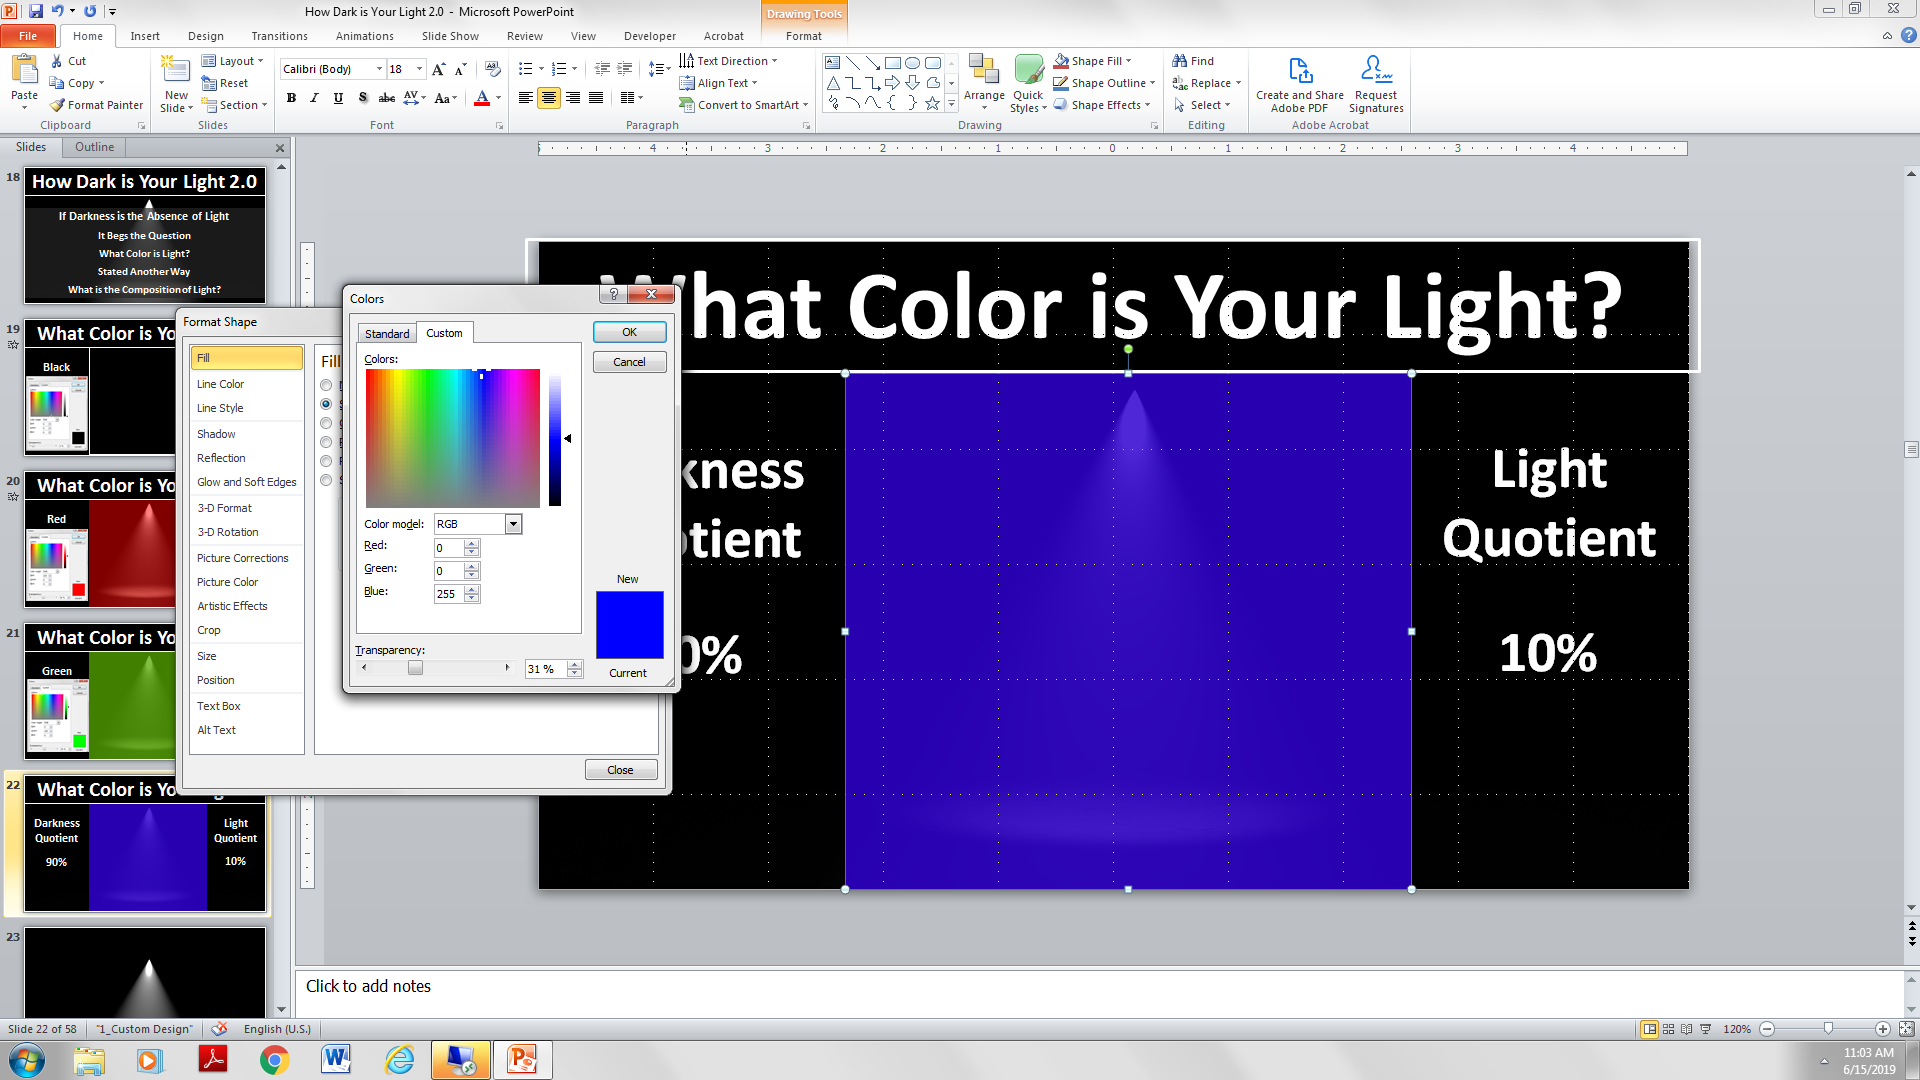 How Dark is Your Light 2.0 - Microsoft PowerPoint
Drawing Tools
File Home Insert Design Transitions Animations Slide Show Review View Developer Acrobat Format
Paste
Cut
Copy
Format Painter
Clipboard
New Slide
Layout
Reset
Section
Slides
Calibri (Body) 18
Font
Text Direction
Align Text
Convert to SmartArt
Paragraph
Arrange
Quick Styles
Shape Fill
Shape Outline
Shape Effects
Drawing
Find
Replace
Select
Editing
Create and Share Adobe PDF
Request Signatures
Adobe Acrobat
Slides Outline
18
How Dark is Your Light 2.0
If Darkness is the Absence of Light
It Begs the Question
What Color is Light?
Stated Another Way
What is the Composition of Light?
19
What Color is Yo
Black
20
What Color is Yo
Red
21
What Color is Yo
Green
22
What Color is Yo
Darkness
Quotient
90%
Light
Quotient
10%
23
Format Shape
Fill
Line Color
Line Style
Shadow
Reflection
Glow and Soft Edges
3-D Format
3-D Rotation
Picture Corrections
Picture Color
Artistic Effects
Crop
Size
Position
Text Box
Alt Text
Fill
Close
Colors
Standard Custom
OK
Cancel
Colors:
Color model: RGB
Red: 0
Green: 0
Blue: 255
Transparency:
31 %
New
Current
What Color is Your Light?
kness
otient
0%
Light
Quotient
10%
4 3 2 1 0 1 2 3 4
Click to add notes
Slide 22 of 58 "1_Custom Design" English (U.S.) 120%
11:03 AM
6/15/2019